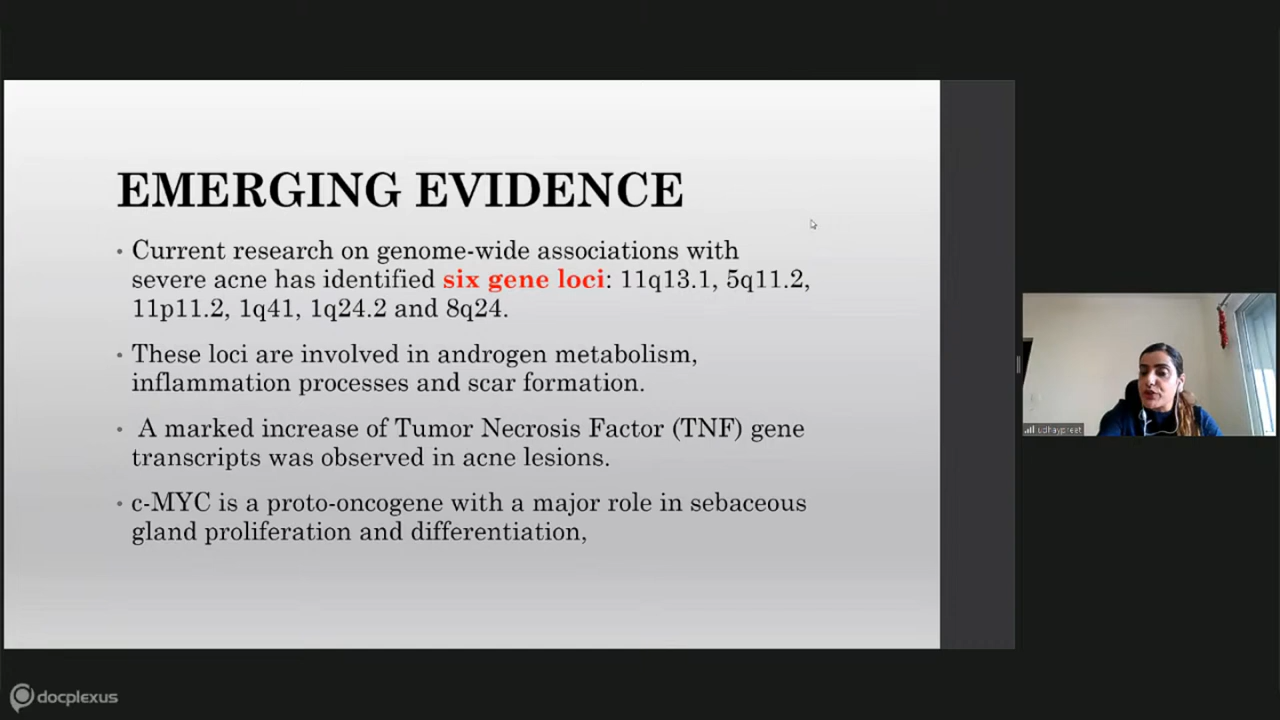 EMERGING EVIDENCE
• Current research on genome-wide associations with
severe acne has identified six gene loci: 11q13.1, 5q11.2,
11p11.2, 1q41, 1q24.2 and 8q24.
• These loci are involved in androgen metabolism,
inflammation processes and scar formation.
• A marked increase of Tumor Necrosis Factor (TNF) gene
transcripts was observed in acne lesions.
• c-MYC is a proto-oncogene with a major role in sebaceous
gland proliferation and differentiation,
udhaypreet
docplexus